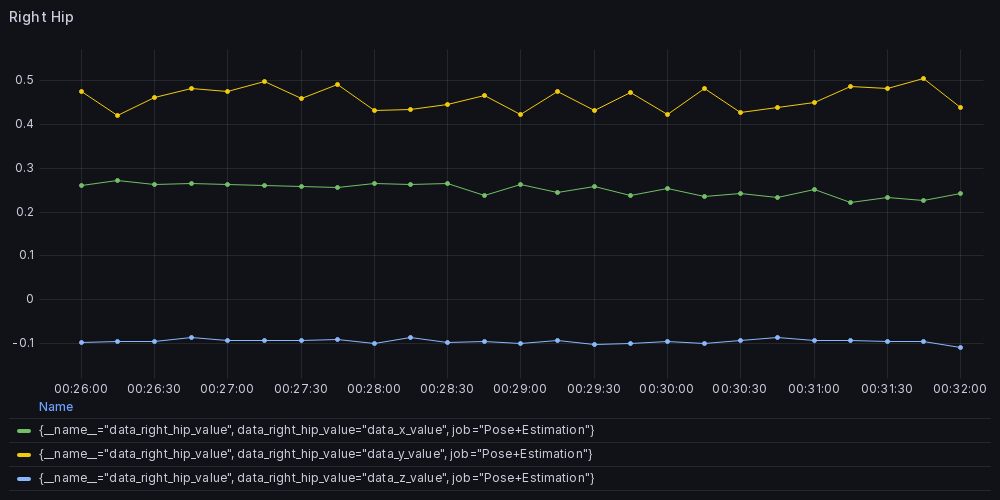 Right Hip
0.5
0.4
0.3
0.2
0.1
0
-0.1
00:26:00 00:26:30 00:27:00 00:27:30 00:28:00 00:28:30 00:29:00 00:29:30 00:30:00 00:30:30 00:31:00 00:31:30 00:32:00
Name
{__name__="data_right_hip_value", data_right_hip_value="data_x_value", job="Pose+Estimation"}
{__name__="data_right_hip_value", data_right_hip_value="data_y_value", job="Pose+Estimation"}
{__name__="data_right_hip_value", data_right_hip_value="data_z_value", job="Pose+Estimation"}